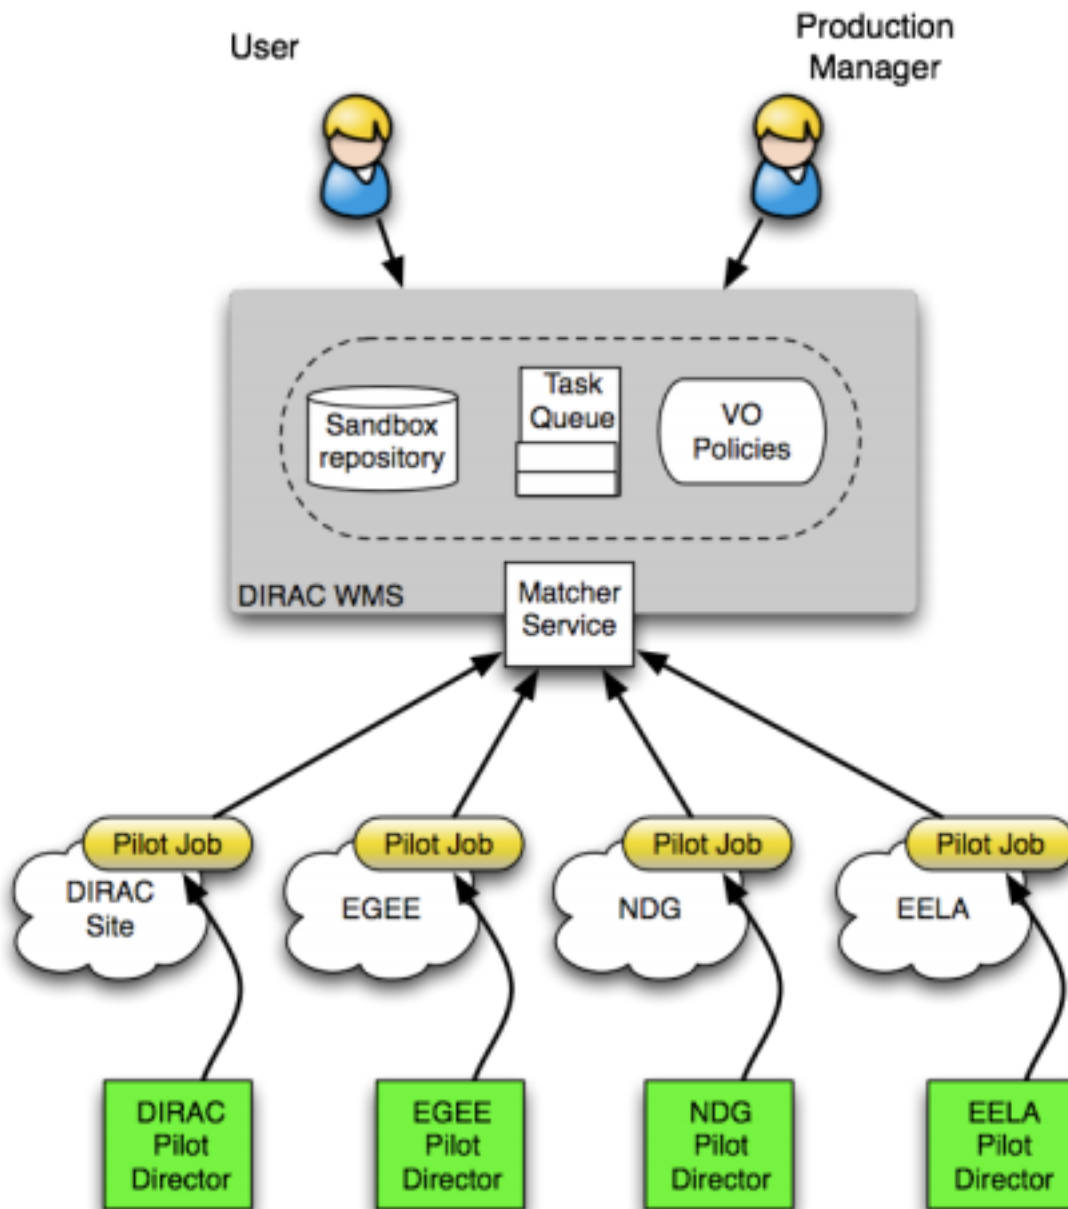 User
Production
Manager
Sandbox
repository
Task
Queue
VO
Policies
DIRAC WMS
Matcher
Service
Pilot Job
Pilot Job
Pilot Job
Pilot Job
DIRAC
Site
EGEE
NDG
EELA
DIRAC
Pilot
Director
EGEE
Pilot
Director
NDG
Pilot
Director
EELA
Pilot
Director